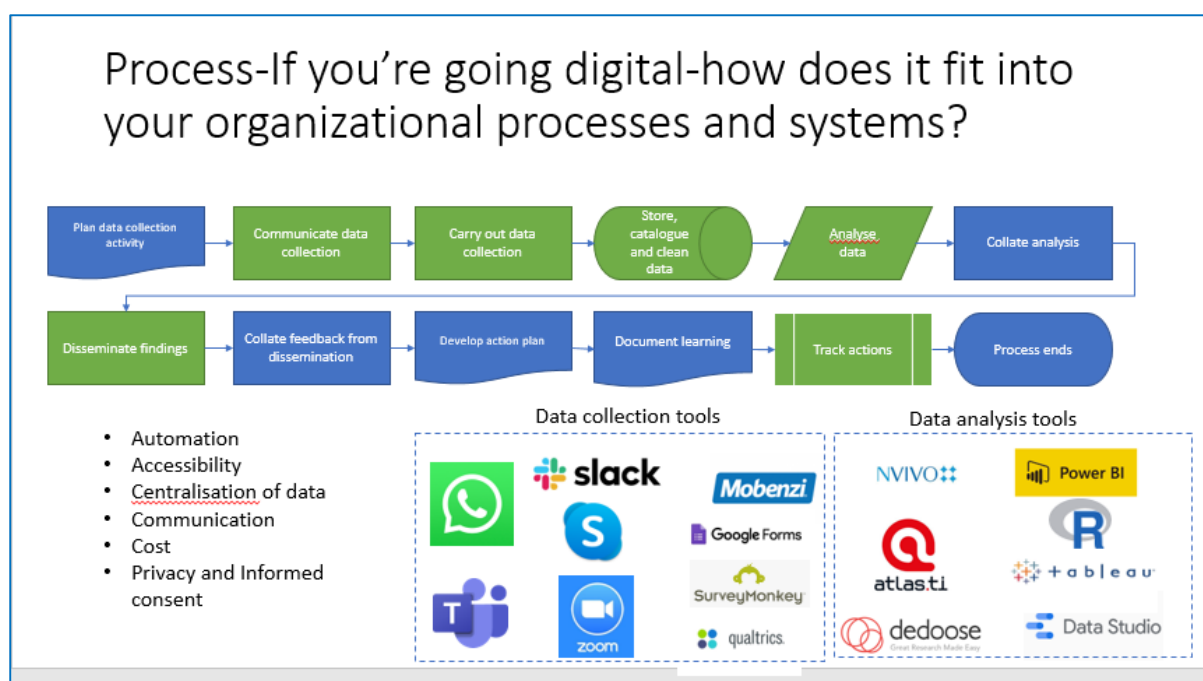 Process-If you're going digital-how does it fit into
your organizational processes and systems?
Plan data collection
activity
Communicate data
collection
Carry out data
collection
Store,
catalogue
and clean
data
Analyse
data
Collate analysis
Disseminate findings
Collate feedback from
dissemination
Develop action plan
Document learning
Track actions
Process ends
• Automation
• Accessibility
• Centralisation of data
• Communication
• Cost
• Privacy and Informed
consent
Data collection tools
slack
Mobenzi
S
Google Forms
SurveyMonkey
T
zoom
qualtrics.
Data analysis tools
NVIVO
Power BI
R
atlas.ti
+ableau
dedoose
Great Research Made Easy
Data Studio